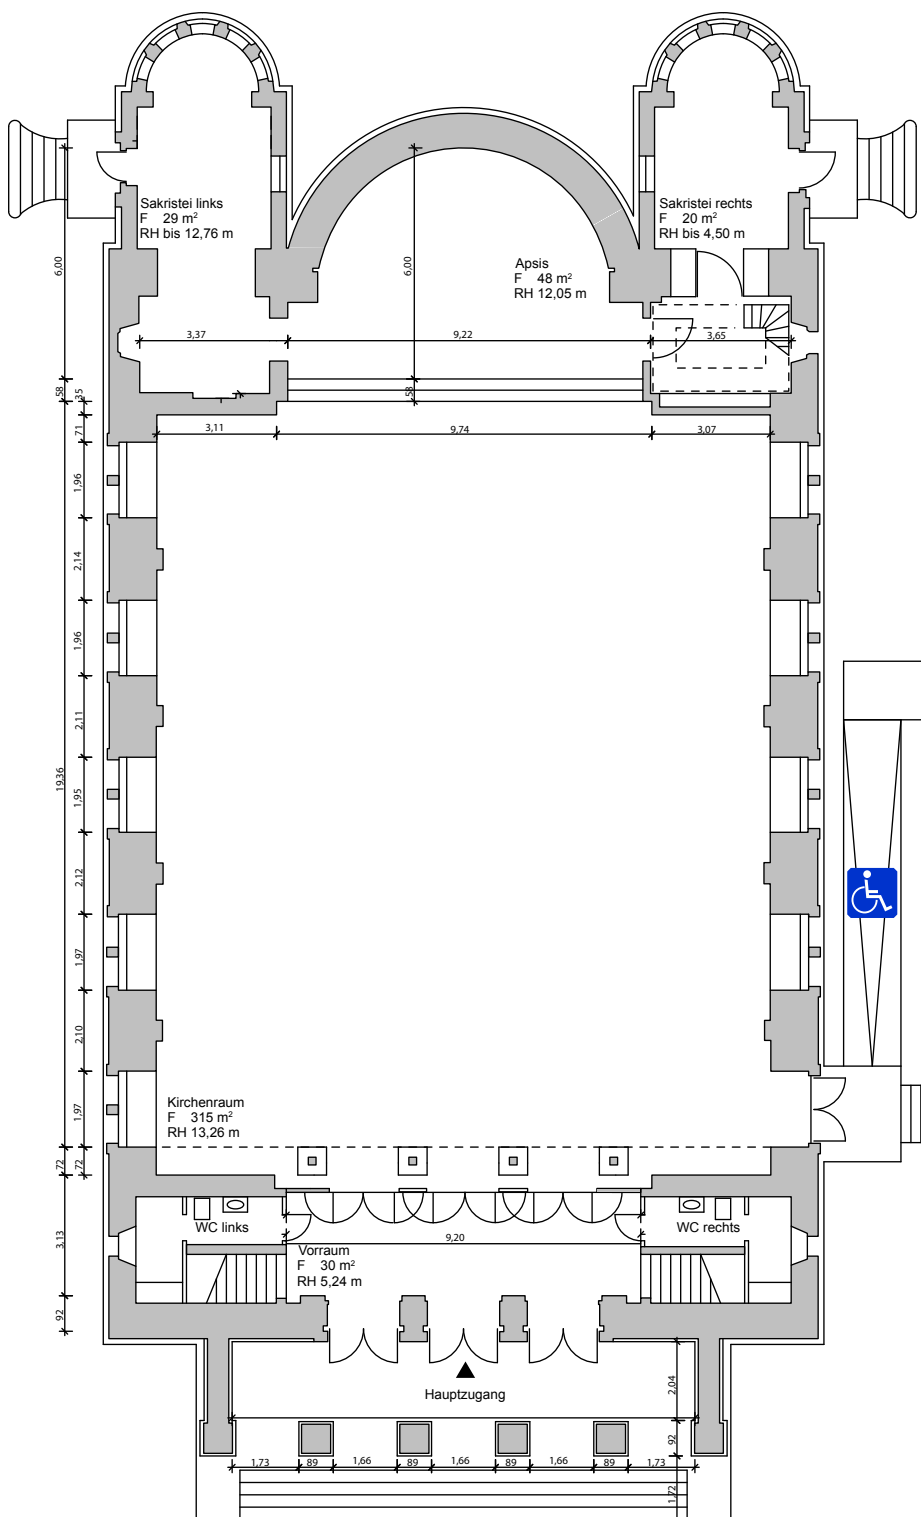 Sakristei links
F 29 m²
RH bis 12,76 m
Sakristei rechts
F 20 m²
RH bis 4,50 m
Apsis
F 48 m²
RH 12,05 m
6,00
6,00
3,37
9,22
3,65
58
35
58
71
3,11
9,74
3,07
1,96
2,14
1,96
2,11
19,36
1,95
2,12
1,97
2,10
1,97
Kirchenraum
F 315 m²
RH 13,26 m
72
72
WC links
WC rechts
9,20
3,13
Vorraum
F 30 m²
RH 5,24 m
92
2,04
Hauptzugang
92
1,73
89
1,66
89
1,66
89
1,66
89
1,73
1,72